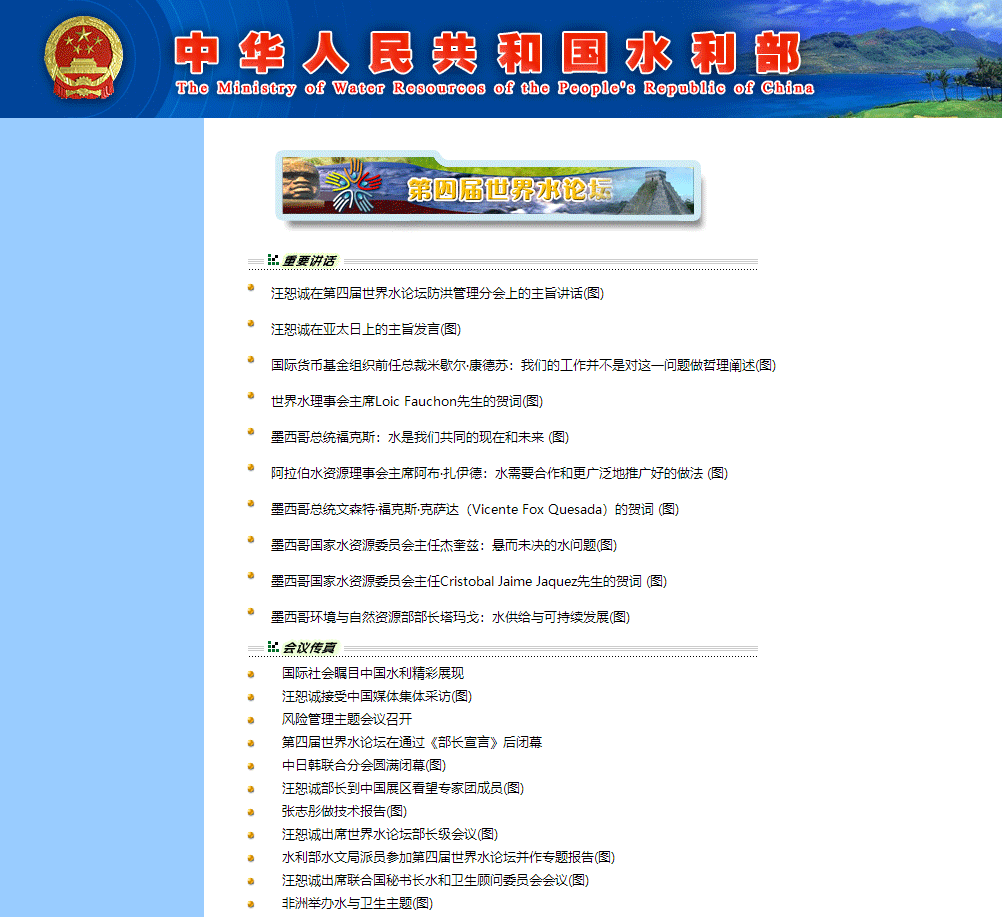 中华人民共和国水利部
The Ministry of Water Resources of the People's Republic of China
第四届世界水论坛
重要讲话
汪恕诚在第四届世界水论坛防洪管理分会上的主旨讲话(图)
汪恕诚在亚太日上的主旨发言(图)
国际货币基金组织前任总裁米歇尔·康德苏：我们的工作并不是对这一问题做哲理阐述(图)
世界水理事会主席Loic Fauchon先生的贺词(图)
墨西哥总统福克斯：水是我们共同的现在和未来 (图)
阿拉伯水资源理事会主席阿布·扎伊德：水需要合作和更广泛地推广好的做法 (图)
墨西哥总统文森特·福克斯·克萨达（Vicente Fox Quesada）的贺词 (图)
墨西哥国家水资源委员会主任杰奎兹：悬而未决的水问题(图)
墨西哥国家水资源委员会主任Cristobal Jaime Jaquez先生的贺词 (图)
墨西哥环境与自然资源部部长塔玛戈：水供给与可持续发展(图)
会议传真
国际社会瞩目中国水利精彩展现
汪恕诚接受中国媒体集体采访(图)
风险管理主题会议召开
第四届世界水论坛在通过《部长宣言》后闭幕
中日韩联合分会圆满闭幕(图)
汪恕诚部长到中国展区看望专家团成员(图)
张志彤做技术报告(图)
汪恕诚出席世界水论坛部长级会议(图)
水利部水文局派员参加第四届世界水论坛并作专题报告(图)
汪恕诚出席联合国秘书长水和卫生顾问委员会会议(图)
非洲举办水与卫生主题(图)